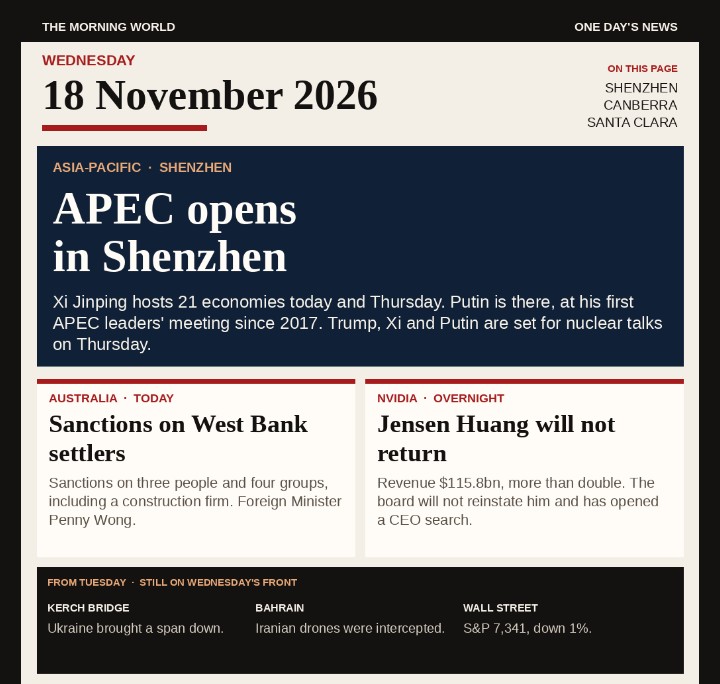 THE MORNING WORLD
ONE DAY'S NEWS
WEDNESDAY
18 November 2026
ON THIS PAGE
SHENZHEN
CANBERRA
SANTA CLARA
ASIA-PACIFIC · SHENZHEN
APEC opens
in Shenzhen
Xi Jinping hosts 21 economies today and Thursday. Putin is there, at his first
APEC leaders' meeting since 2017. Trump, Xi and Putin are set for nuclear talks
on Thursday.
AUSTRALIA · TODAY
Sanctions on West Bank
settlers
Sanctions on three people and four groups,
including a construction firm. Foreign Minister
Penny Wong.
NVIDIA · OVERNIGHT
Jensen Huang will not
return
Revenue $115.8bn, more than double. The
board will not reinstate him and has opened
a CEO search.
FROM TUESDAY · STILL ON WEDNESDAY'S FRONT
KERCH BRIDGE
Ukraine brought a span down.
BAHRAIN
Iranian drones were intercepted.
WALL STREET
S&P 7,341, down 1%.